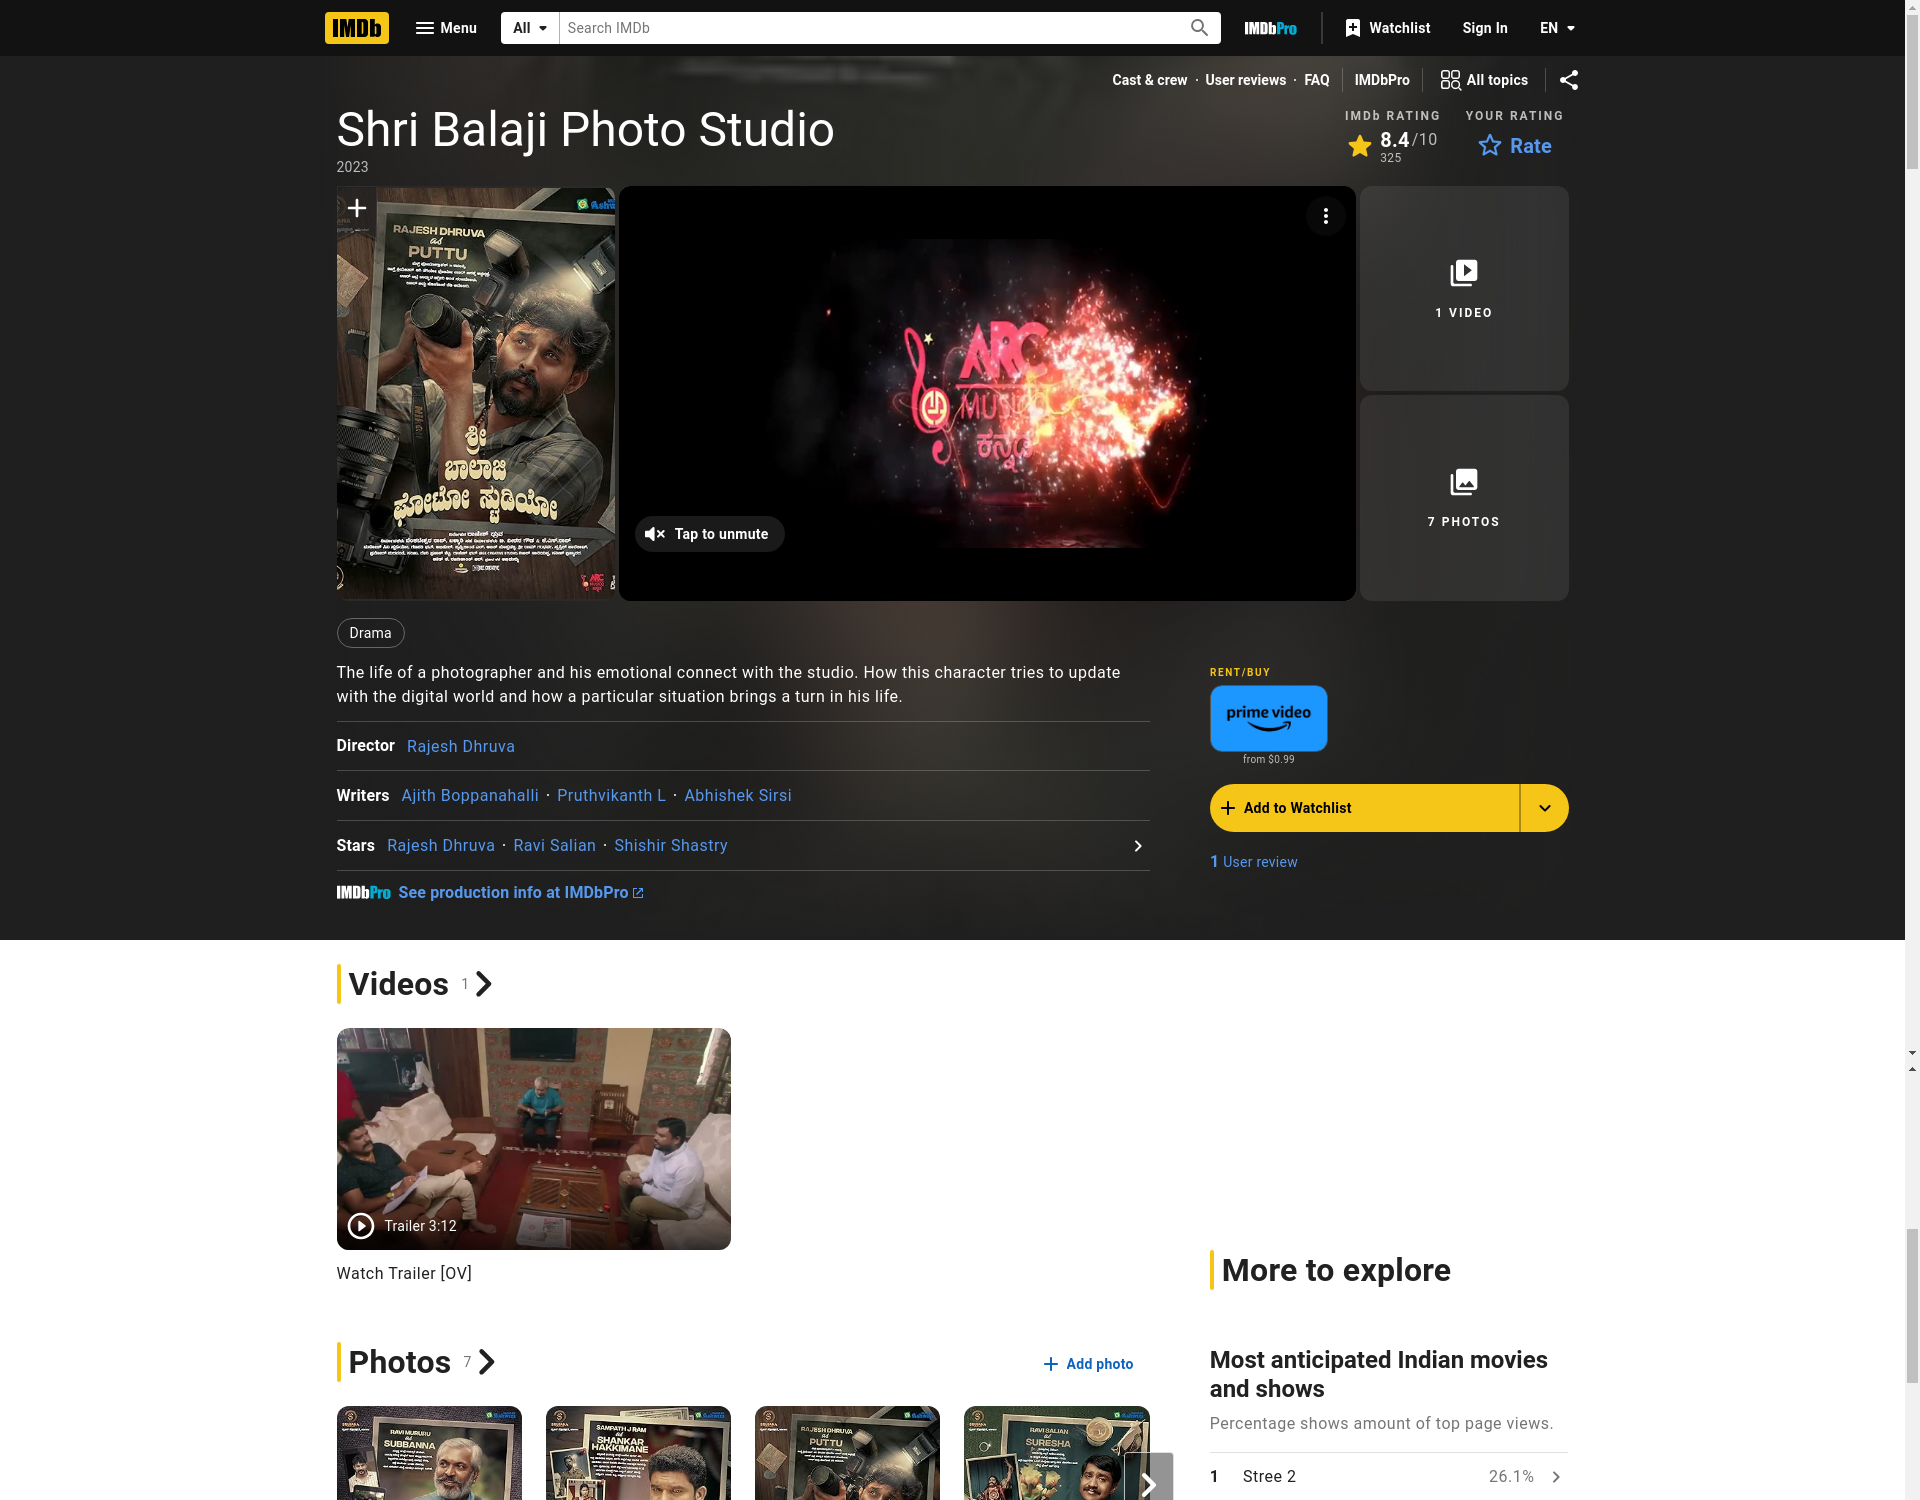 IMDb
Menu
All
Search IMDb
IMDbPro
Watchlist
Sign In
EN
Cast & crew · User reviews · FAQ
IMDbPro
All topics
Shri Balaji Photo Studio
2023
IMDb RATING
8.4/10
325
YOUR RATING
Rate
RAJESH DHRUVA
as
PUTTU
ಶ್ರೀ
ಬಾಲಾಜಿ
ಫೋಟೋ ಸ್ಟುಡಿಯೋ
ARC
MUSIC
ಕನ್ನಡ
Tap to unmute
1 VIDEO
7 PHOTOS
Drama
The life of a photographer and his emotional connect with the studio. How this character tries to update
with the digital world and how a particular situation brings a turn in his life.
Director Rajesh Dhruva
Writers Ajith Boppanahalli · Pruthvikanth L · Abhishek Sirsi
Stars Rajesh Dhruva · Ravi Salian · Shishir Shastry
IMDbPro See production info at IMDbPro
RENT/BUY
prime video
from $0.99
Add to Watchlist
1 User review
Videos 1
Trailer 3:12
Watch Trailer [OV]
Photos 7
Add photo
RAVI MURURU
as
SUBBANNA
SAMPATH J RAM
as
SHANKAR
HAKKIMANE
RAJESH DHRUVA
as
PUTTU
RAVI SALIAN
as
SURESHA
More to explore
Most anticipated Indian movies
and shows
Percentage shows amount of top page views.
1 Stree 2 26.1%